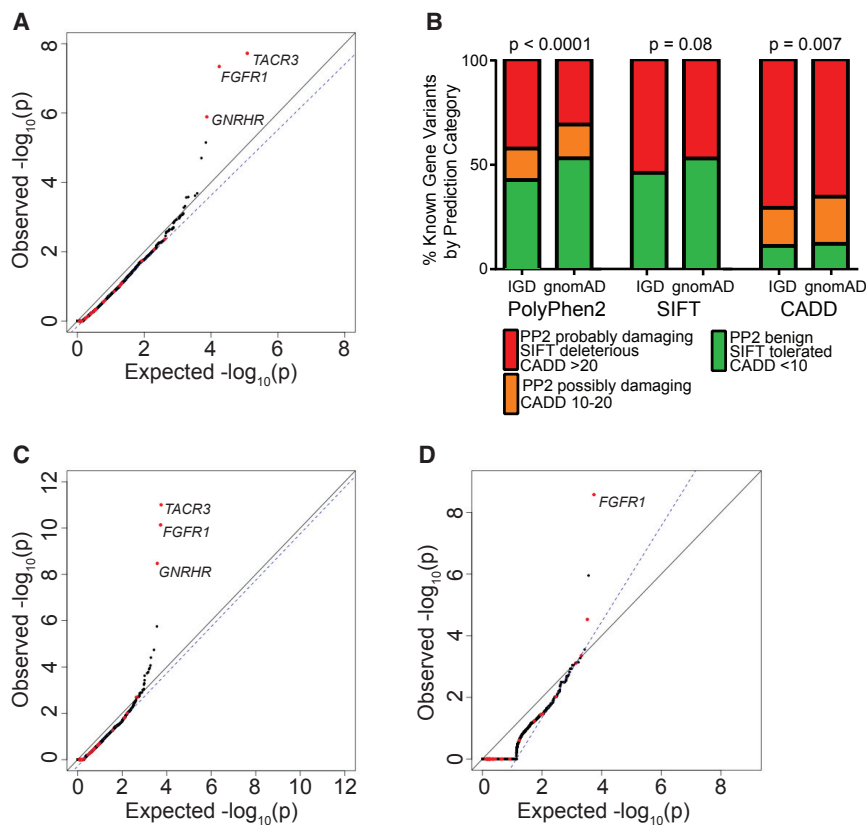 A
8
6
4
2
0
Observed -log10(p)
TACR3
FGFR1
GNRHR
0 2 4 6 8
Expected -log10(p)
B
p < 0.0001 p = 0.08 p = 0.007
100
50
0
% Known Gene Variants
by Prediction Category
IGD gnomAD IGD gnomAD IGD gnomAD
PolyPhen2 SIFT CADD
PP2 probably damaging
SIFT deleterious
CADD >20
PP2 possibly damaging
CADD 10-20
PP2 benign
SIFT tolerated
CADD <10
C
12
10
8
6
4
2
0
Observed -log10(p)
TACR3
FGFR1
GNRHR
0 2 4 6 8 10 12
Expected -log10(p)
D
8
6
4
2
0
Observed -log10(p)
FGFR1
0 2 4 6 8
Expected -log10(p)